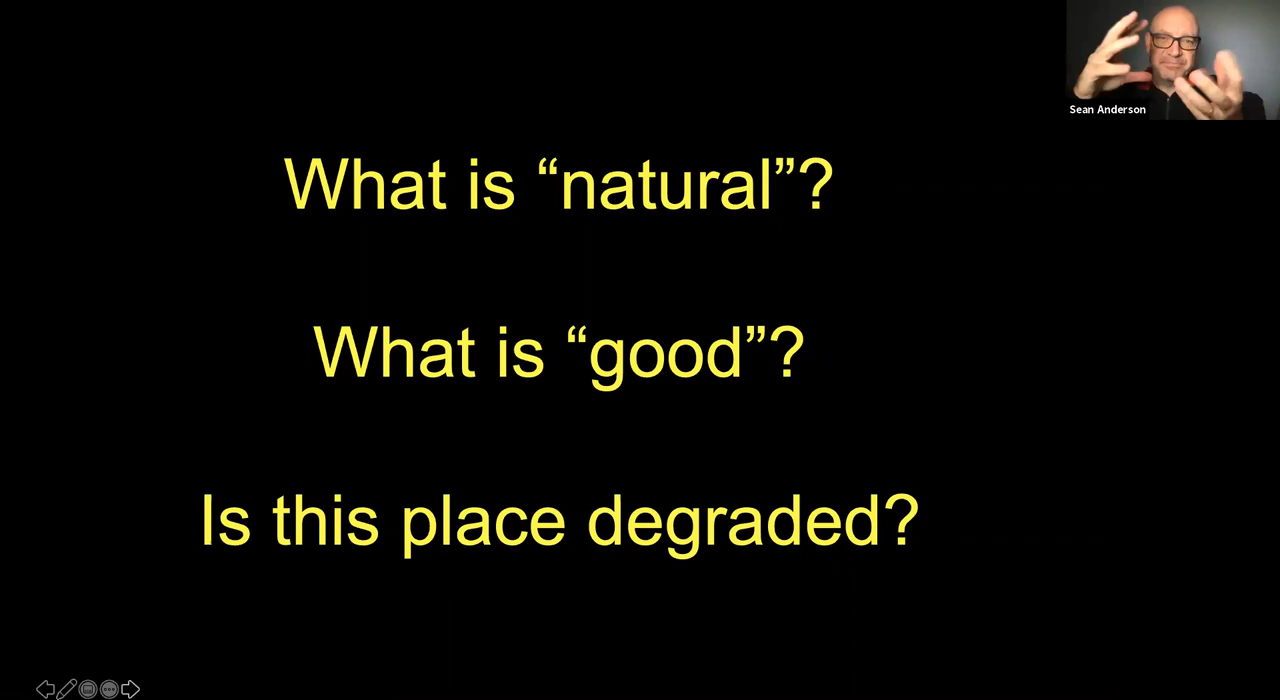 Sean Anderson
What is “natural”?
What is “good”?
Is this place degraded?